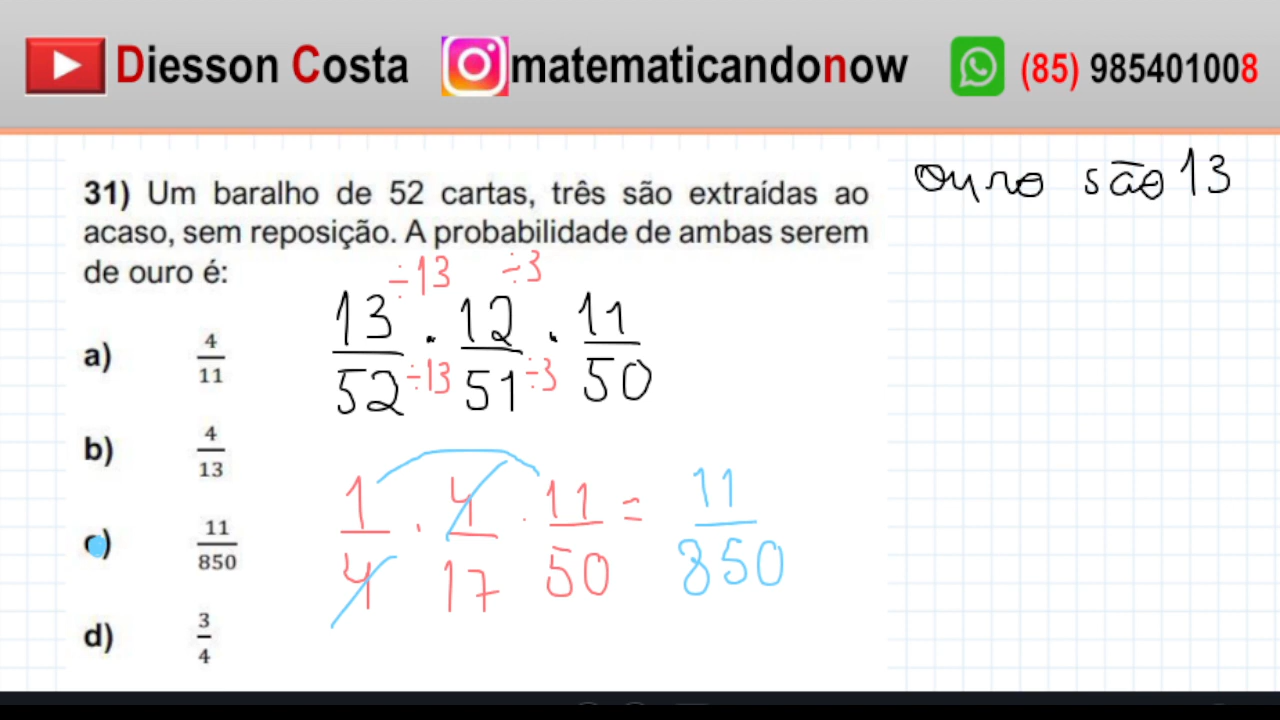 Diesson Costa matematicandonow (85) 985401008
31) Um baralho de 52 cartas, três são extraídas ao
acaso, sem reposição. A probabilidade de ambas serem
de ouro é:
ouro são 13
÷13 ÷3
13/52 · 12/51 · 11/50
÷13 ÷3
a) 4/11
b) 4/13
c) 11/850
1/4 · 4/17 · 11/50 = 11/850
d) 3/4